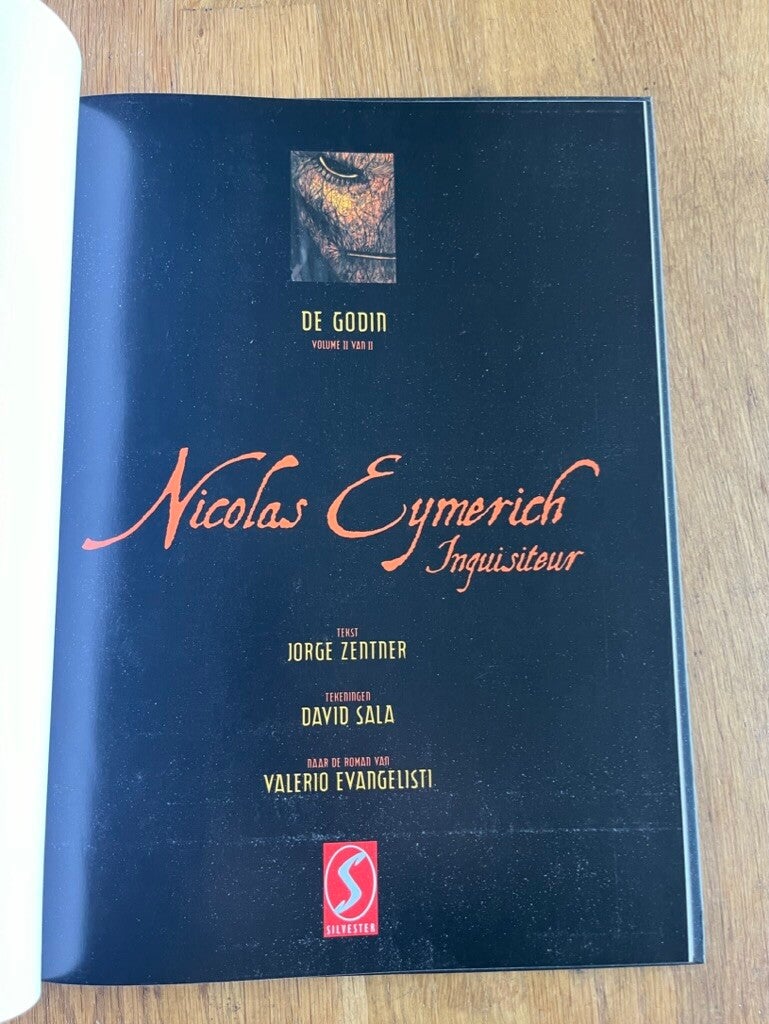 DE GODIN
VOLUME II VAN II
Nicolas Eymerich
Inquisiteur
TEKST
JORGE ZENTNER
TEKENINGEN
DAVID SALA
NAAR DE ROMAN VAN
VALERIO EVANGELISTI
SILVESTER